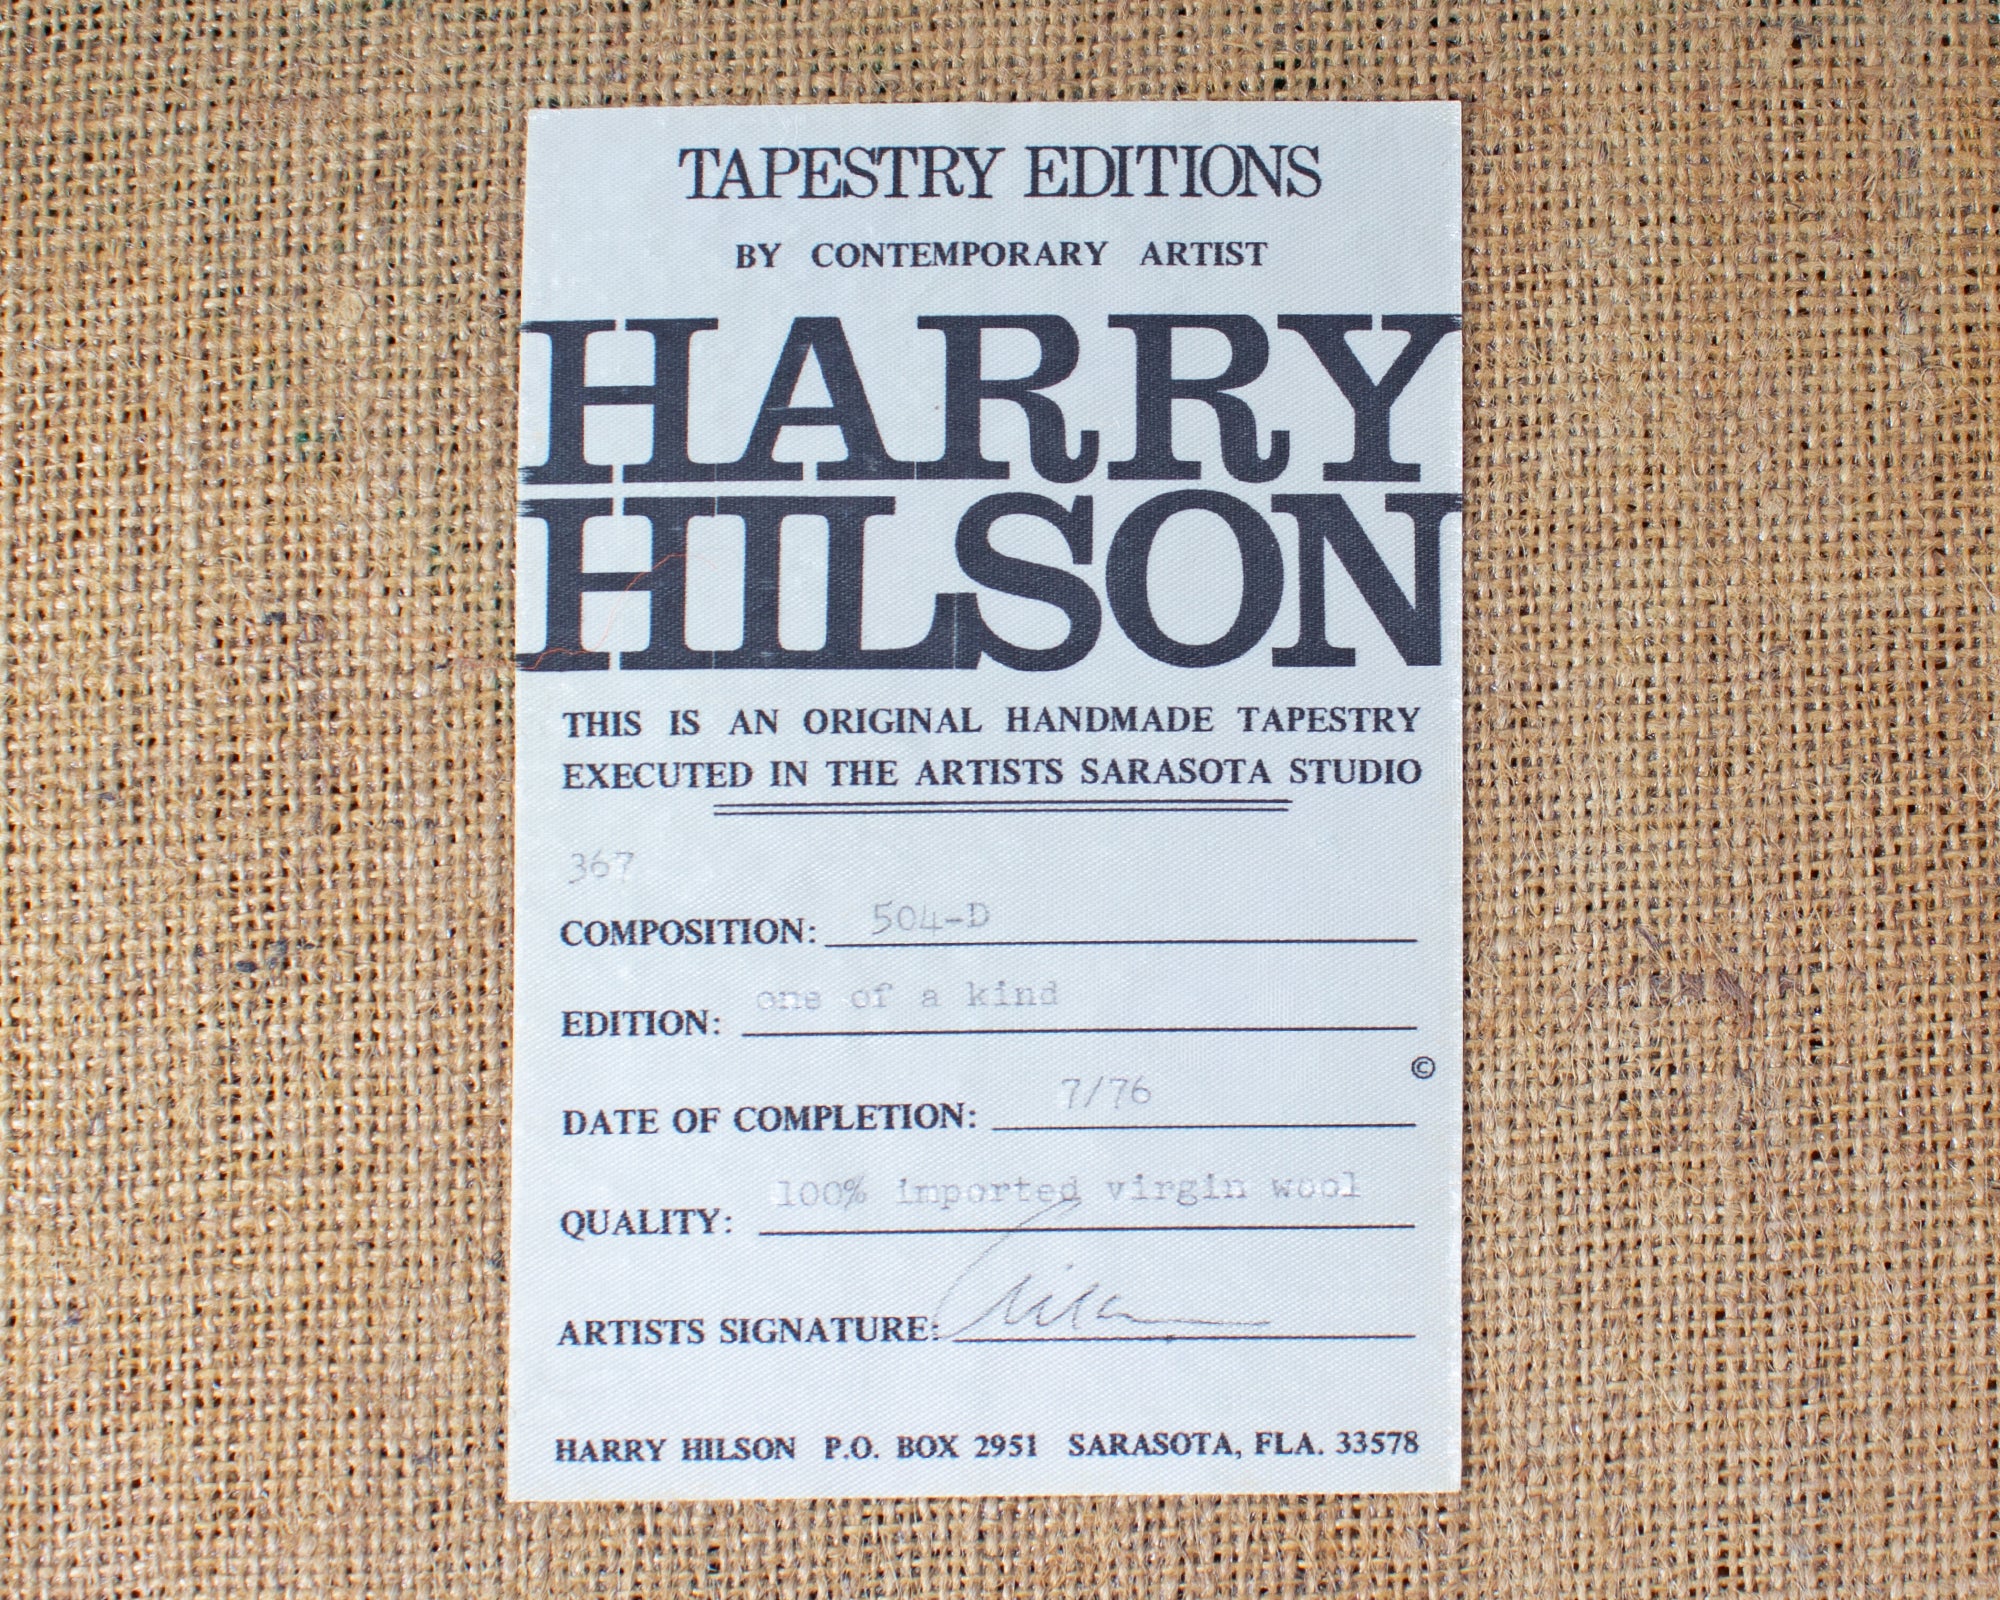 TAPESTRY EDITIONS
BY CONTEMPORARY ARTIST
HARRY
HILSON
THIS IS AN ORIGINAL HANDMADE TAPESTRY
EXECUTED IN THE ARTISTS SARASOTA STUDIO
367
COMPOSITION: 504-D
EDITION: one of a kind
©
DATE OF COMPLETION: 7/76
QUALITY: 100% imported virgin wool
ARTISTS SIGNATURE: Hilson
HARRY HILSON P.O. BOX 2951 SARASOTA, FLA. 33578